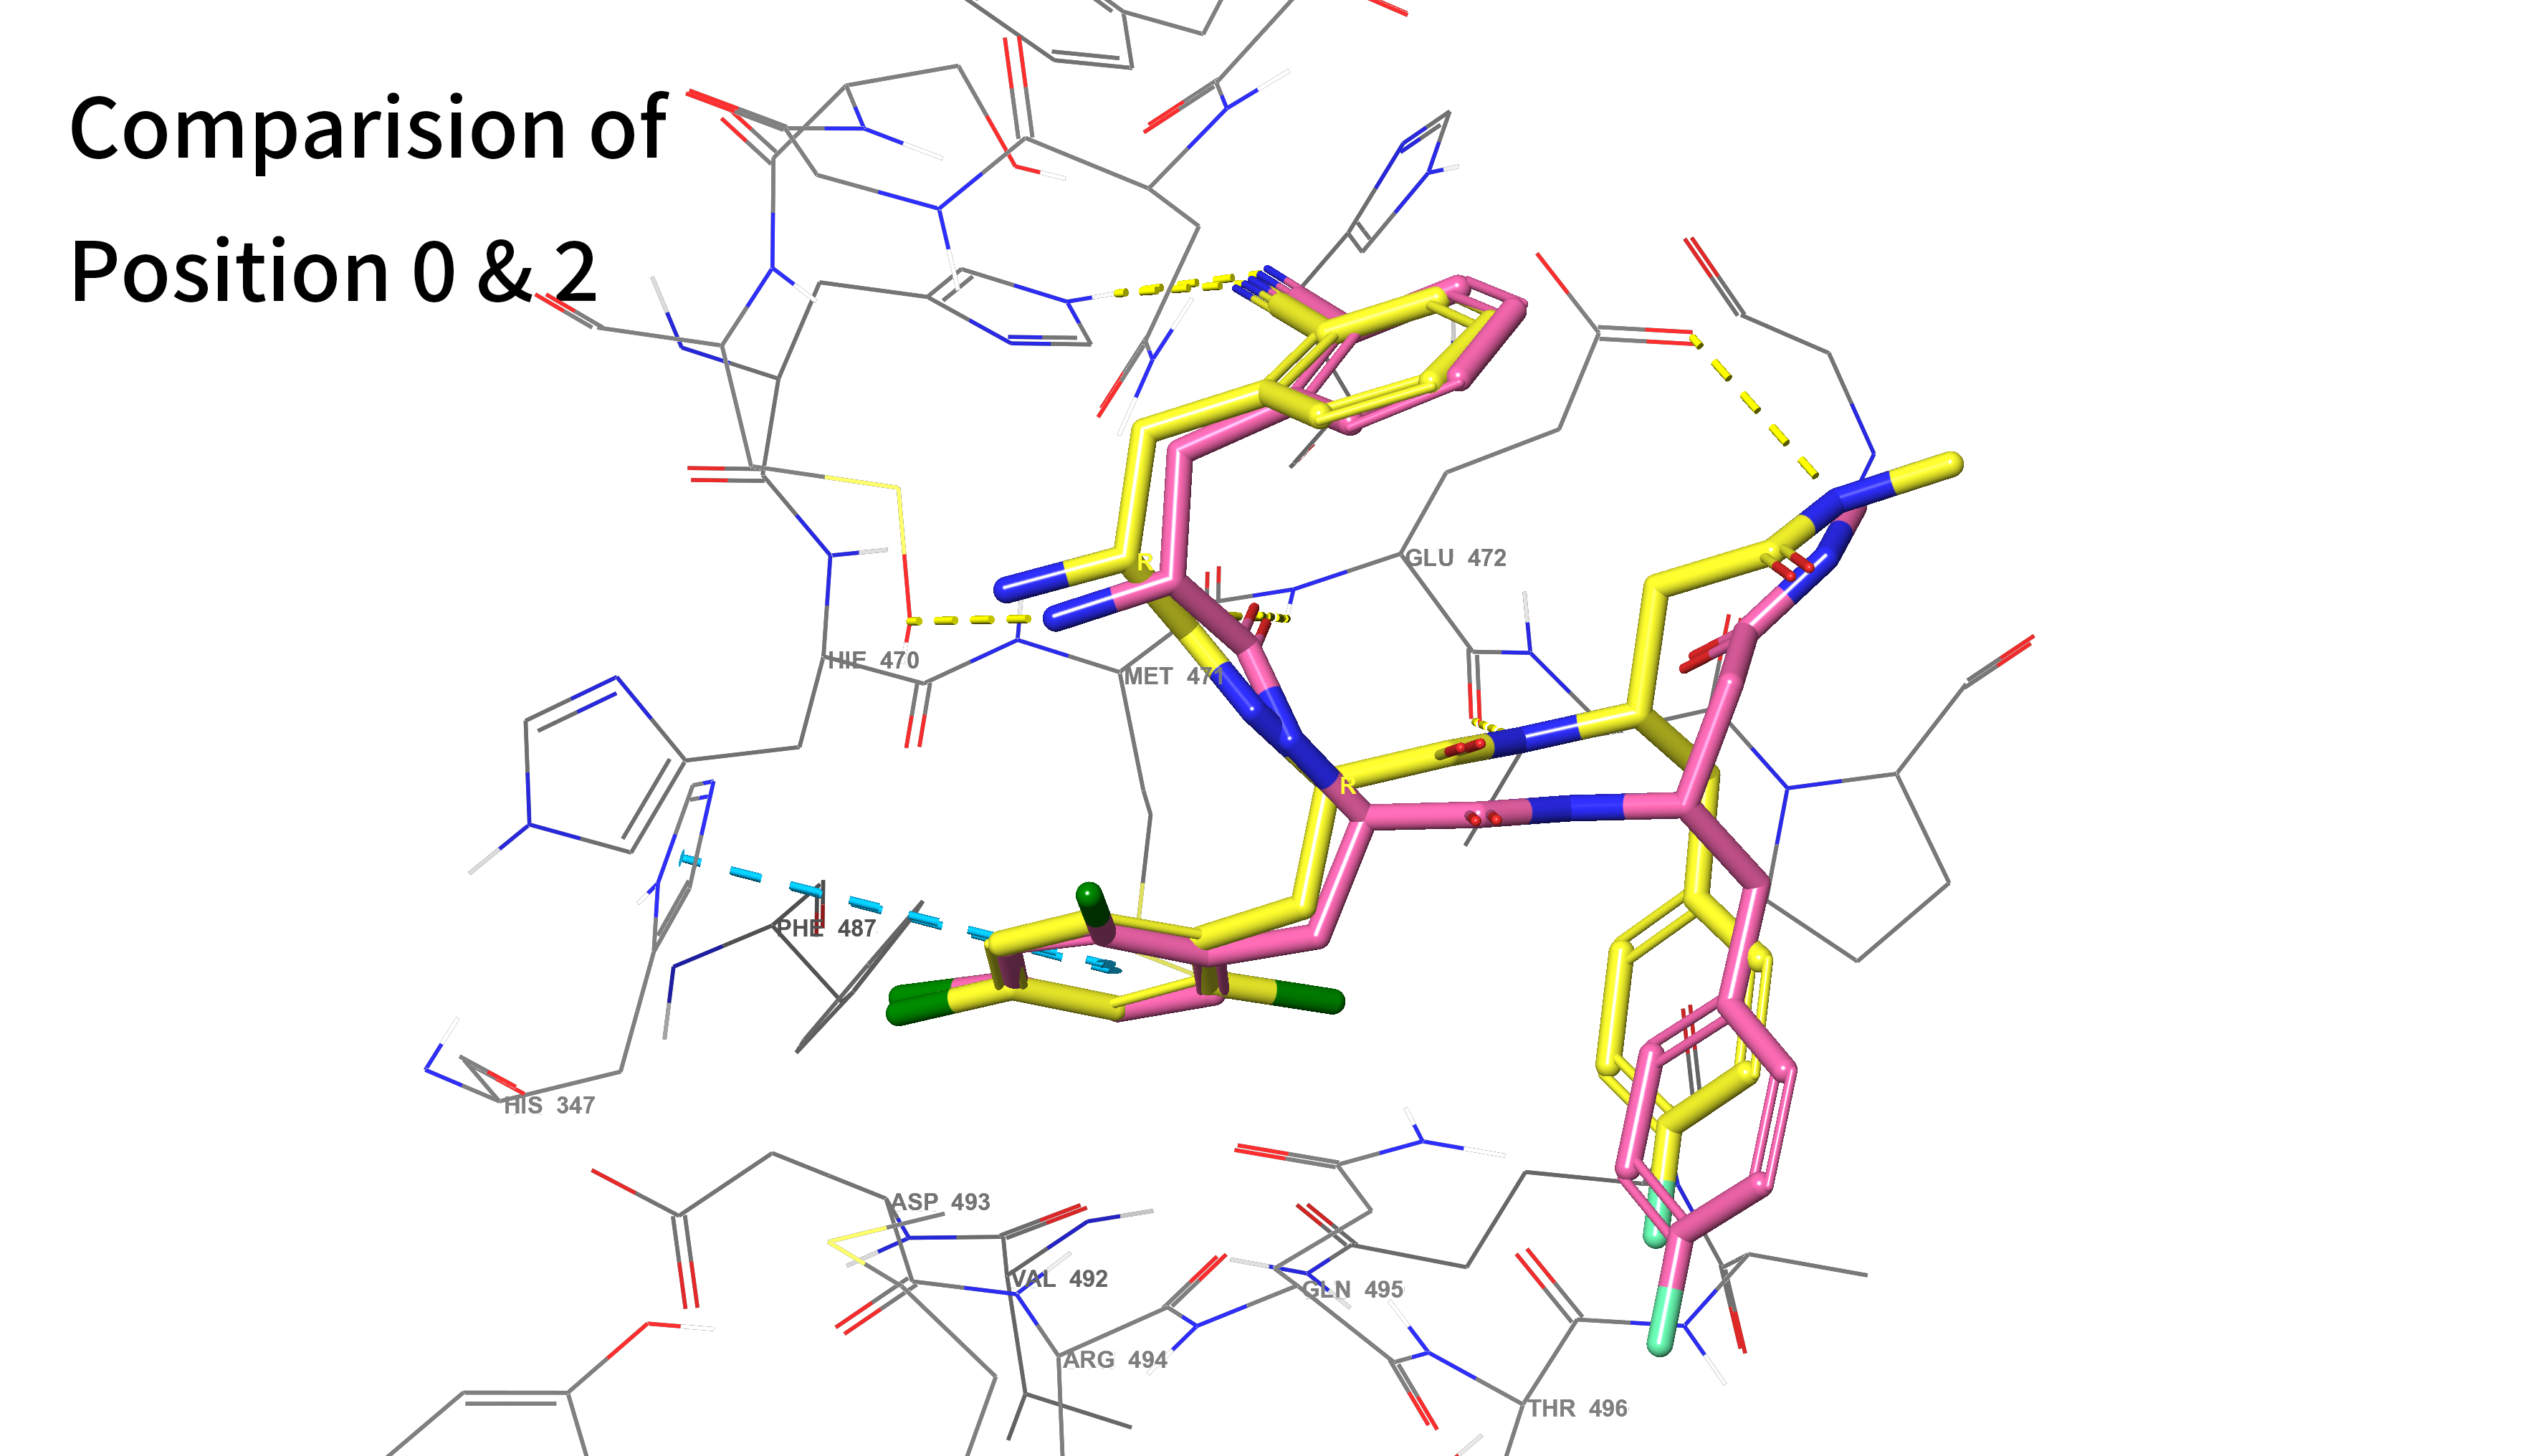 Comparision of
Position 0 & 2
R
GLU 472
HIE 470
MET 471
R
PHE 487
HIS 347
ASP 493
VAL 492
GLN 495
ARG 494
THR 496